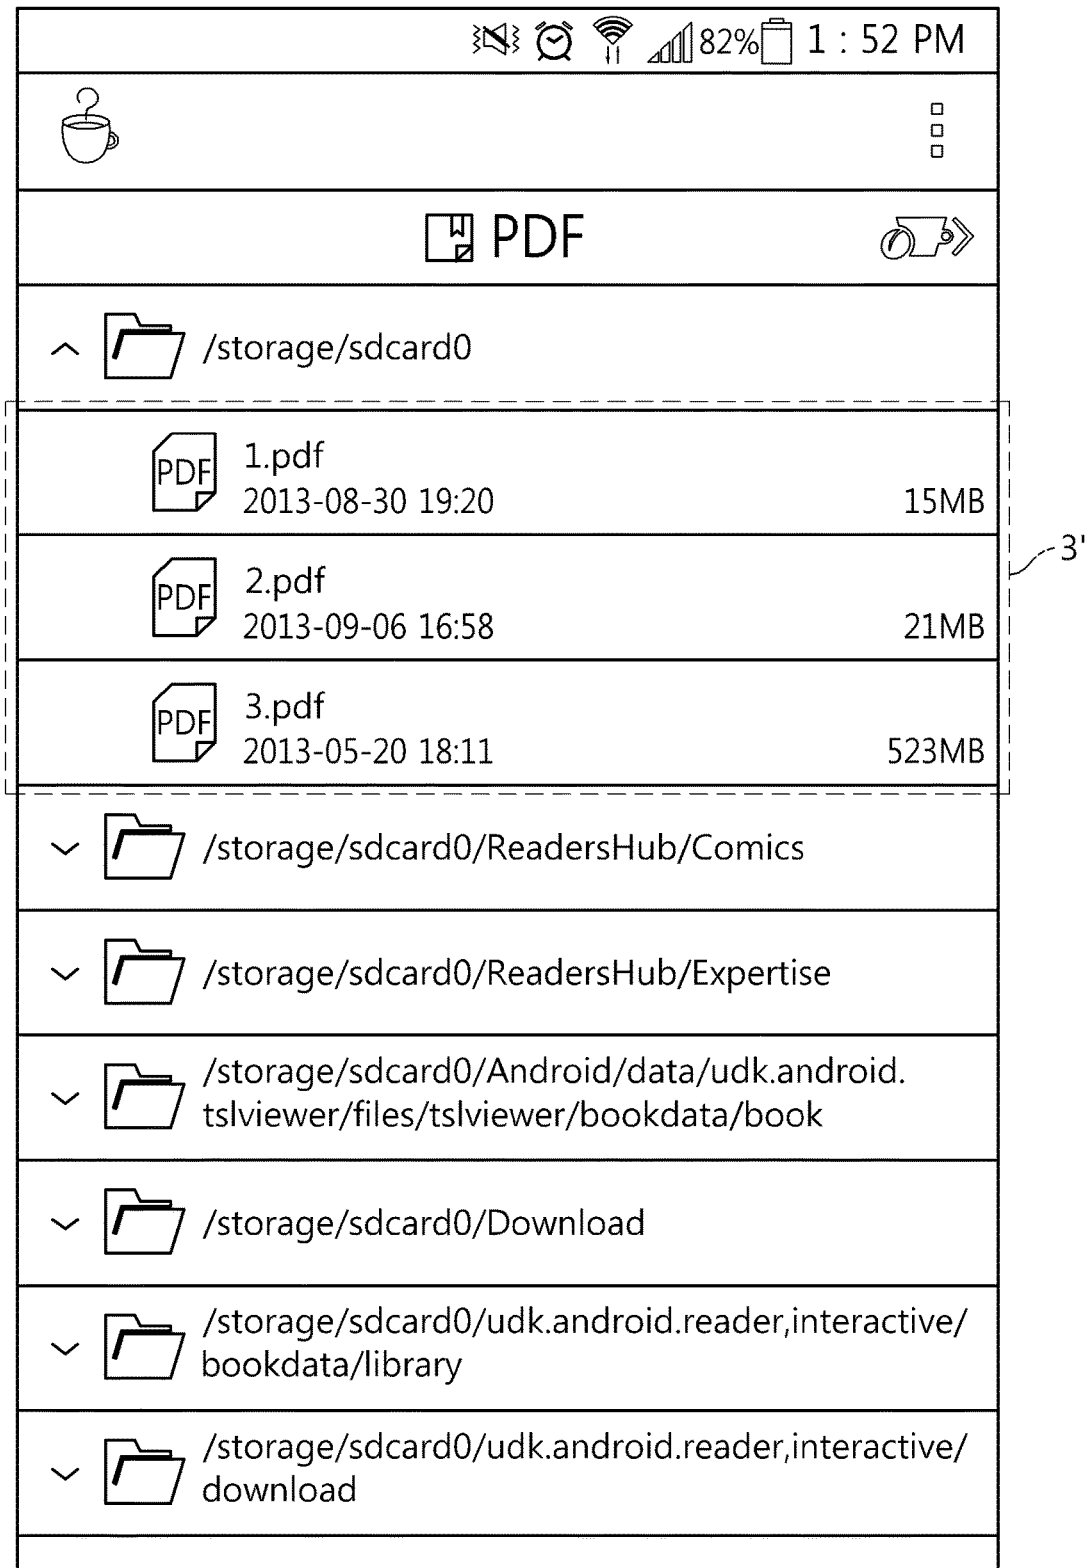 82% 1 : 52 PM
PDF
/storage/sdcard0
PDF
1.pdf
2013-08-30 19:20
15MB
3'
PDF
2.pdf
2013-09-06 16:58
21MB
PDF
3.pdf
2013-05-20 18:11
523MB
/storage/sdcard0/ReadersHub/Comics
/storage/sdcard0/ReadersHub/Expertise
/storage/sdcard0/Android/data/udk.android.
tslviewer/files/tslviewer/bookdata/book
/storage/sdcard0/Download
/storage/sdcard0/udk.android.reader,interactive/
bookdata/library
/storage/sdcard0/udk.android.reader,interactive/
download